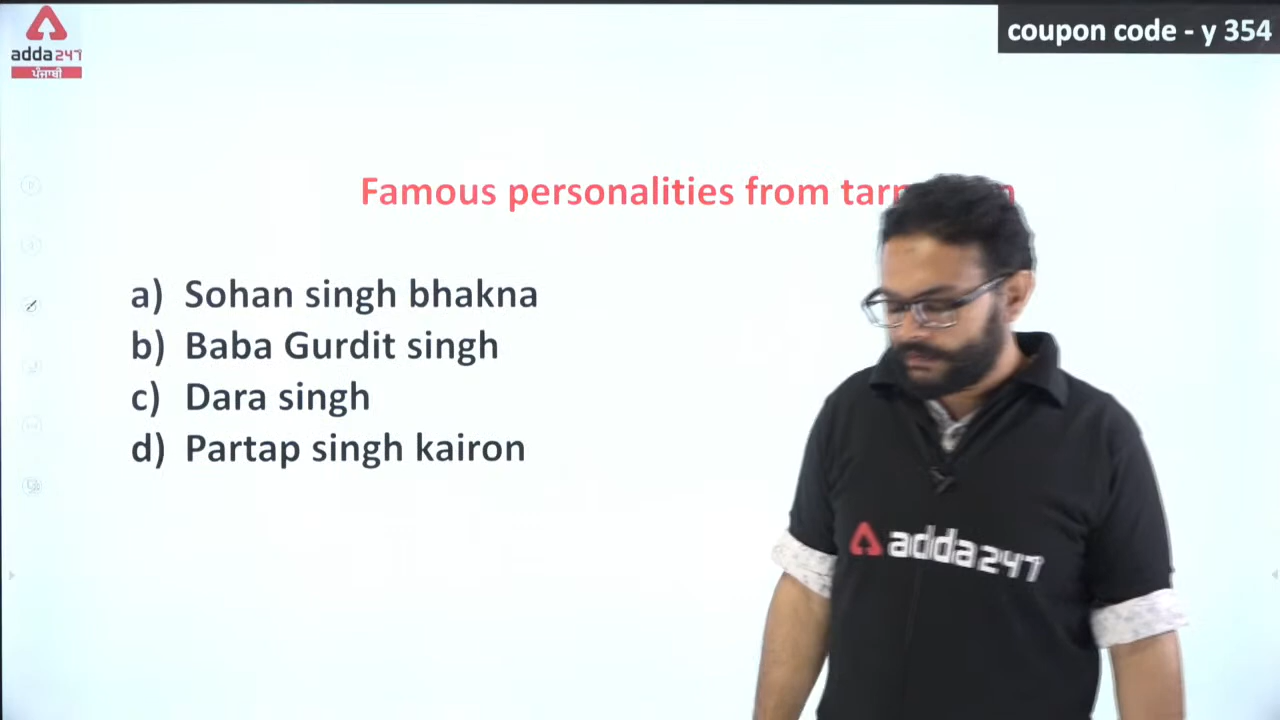 coupon code - y 354
adda247
ਪੰਜਾਬੀ
Famous personalities from
a) Sohan singh bhakna
b) Baba Gurdit singh
c) Dara singh
d) Partap singh kairon
adda247